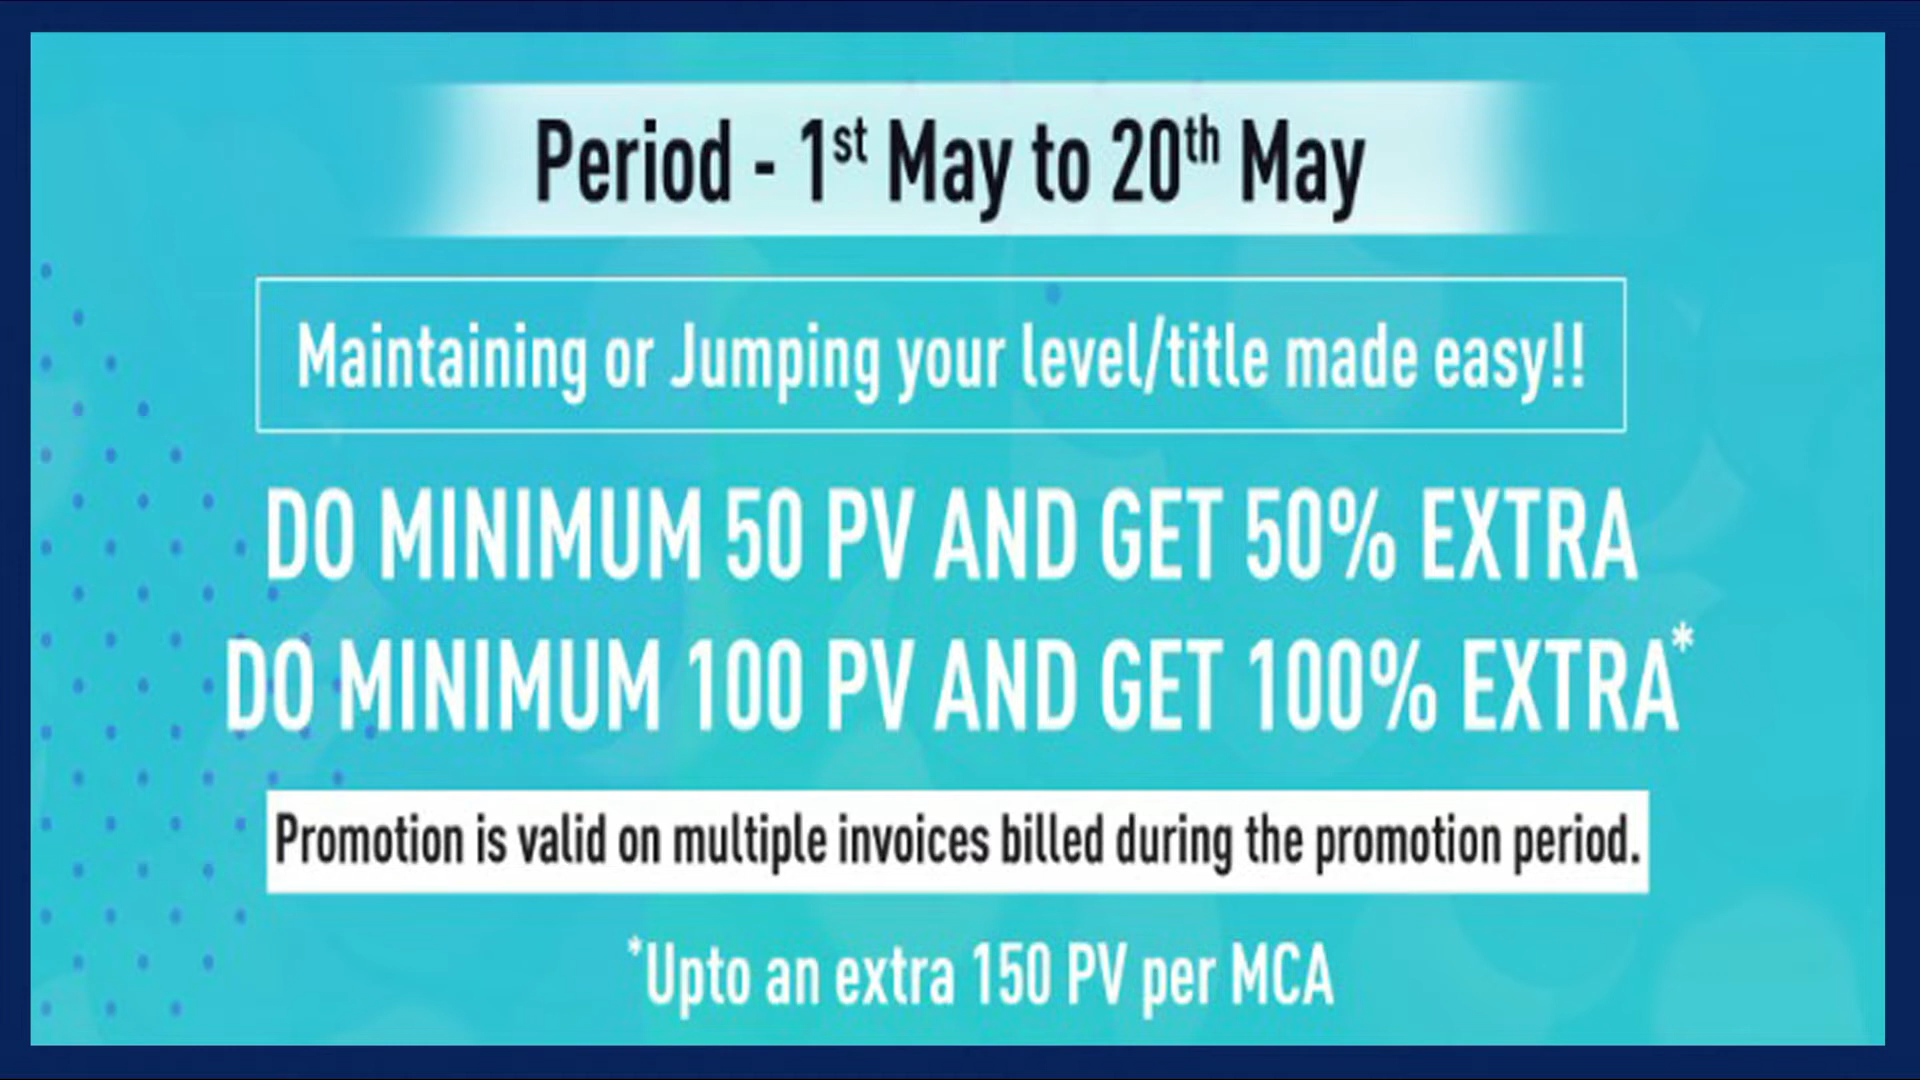 Period - 1st May to 20th May
Maintaining or Jumping your level/title made easy!!
DO MINIMUM 50 PV AND GET 50% EXTRA
DO MINIMUM 100 PV AND GET 100% EXTRA*
Promotion is valid on multiple invoices billed during the promotion period.
*Upto an extra 150 PV per MCA